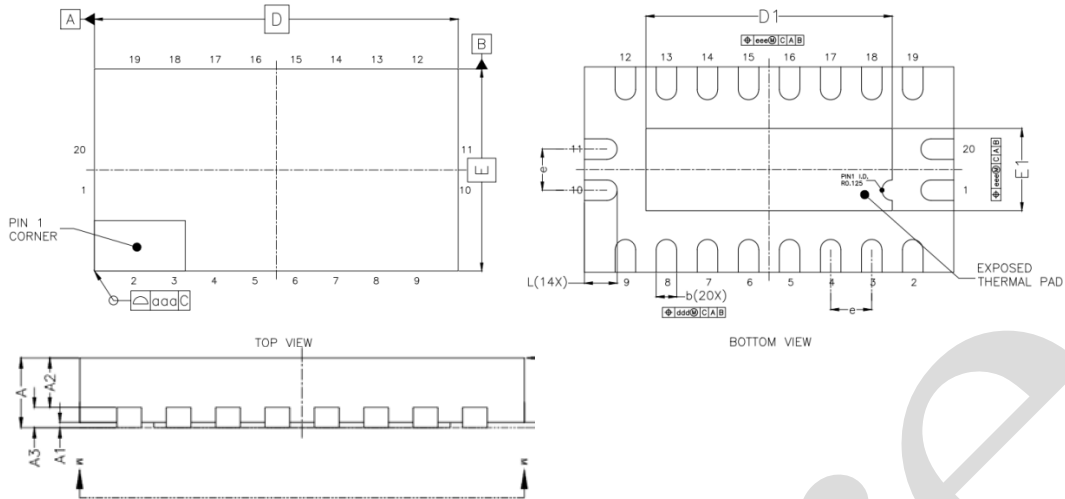 A D
B
19 18 17 16 15 14 13 12
20 11
E
1 10
PIN 1
CORNER
2 3 4 5 6 7 8 9
aaa C
TOP VIEW
D1
eee Ⓜ C A B
12 13 14 15 16 17 18 19
11 20
e
E1
eee Ⓜ C A B
PIN1 I.D.
R0.125
10 1
EXPOSED
THERMAL PAD
L(14X) 9 8 7 6 5 4 3 2
b(20X) e
ddd Ⓜ C A B
BOTTOM VIEW
A A2
A3 A1
M M